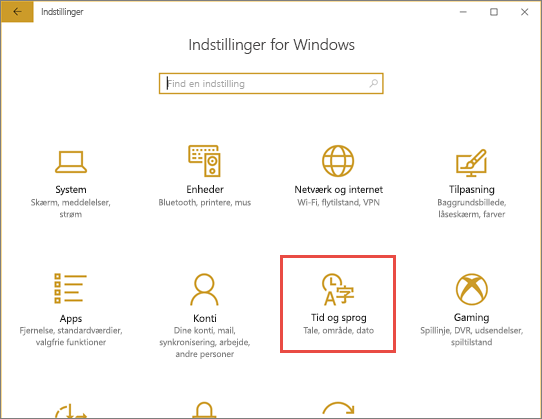 Indstillinger
Indstillinger for Windows
Find en indstilling
System
Skærm, meddelelser,
strøm
Enheder
Bluetooth, printere, mus
Netværk og internet
Wi-Fi, flytilstand, VPN
Tilpasning
Baggrundsbillede,
låseskærm, farver
Apps
Fjernelse, standardværdier,
valgfrie funktioner
Konti
Dine konti, mail,
synkronisering, arbejde,
andre personer
A字
Tid og sprog
Tale, område, dato
Gaming
Spillinje, DVR, udsendelser,
spiltilstand